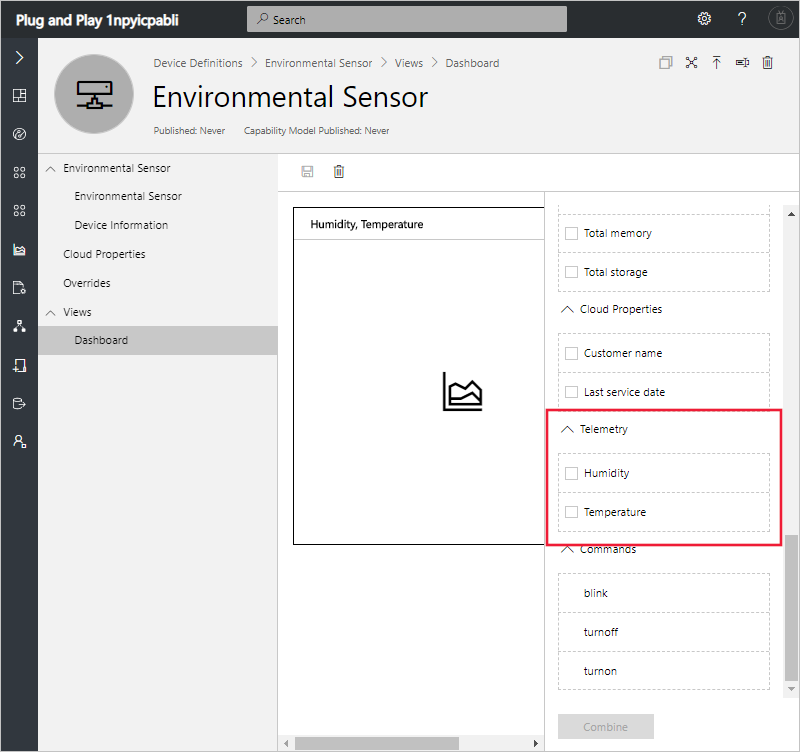 Plug and Play 1npyicpabli
Search
?
Device Definitions > Environmental Sensor > Views > Dashboard
Environmental Sensor
Published: Never Capability Model Published: Never
Environmental Sensor
Environmental Sensor
Device Information
Cloud Properties
Overrides
Views
Dashboard
Humidity, Temperature
Total memory
Total storage
Cloud Properties
Customer name
Last service date
Telemetry
Humidity
Temperature
Commands
blink
turnoff
turnon
Combine